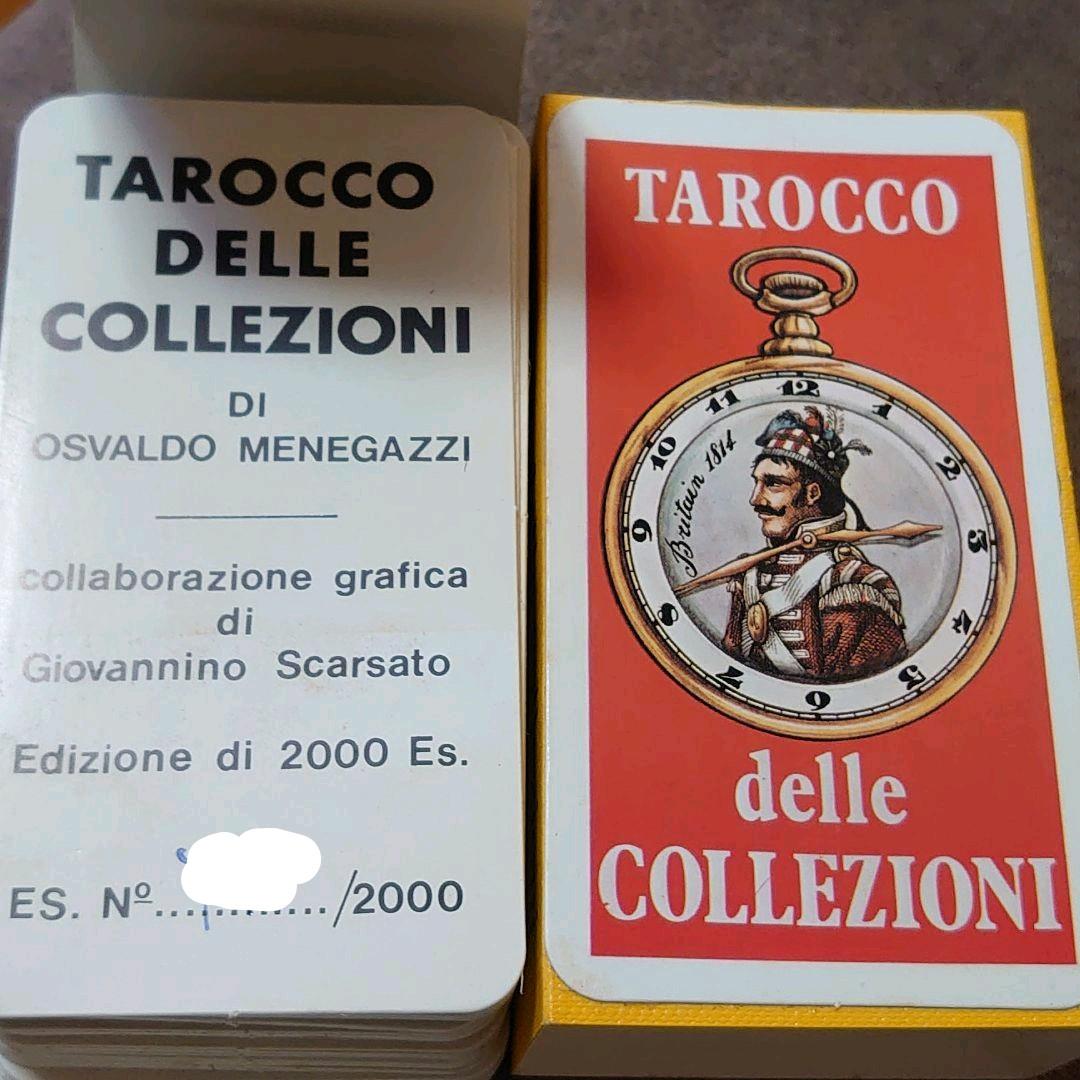 TAROCCO
DELLE
COLLEZIONI
DI
OSVALDO MENEGAZZI
collaborazione grafica
di
Giovannino Scarsato
Edizione di 2000 Es.
ES. Nº............/2000
TAROCCO
12
1
2
3
4
5
6
7
8
9
10
11
Britain 1814
delle
COLLEZIONI